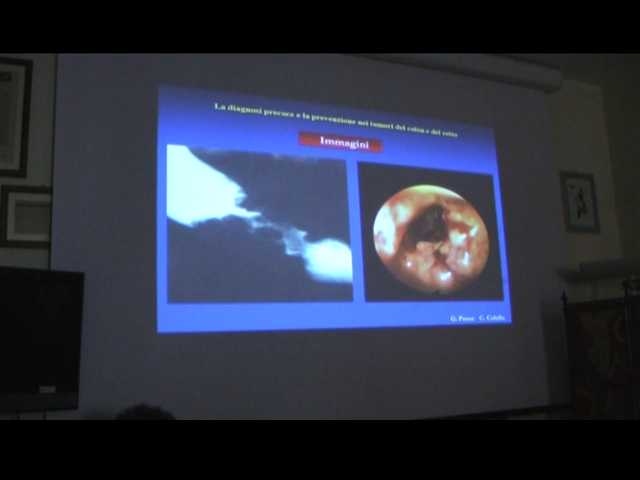 La diagnosi precoce e la prevenzione nei tumori del colon e del retto
Immagini